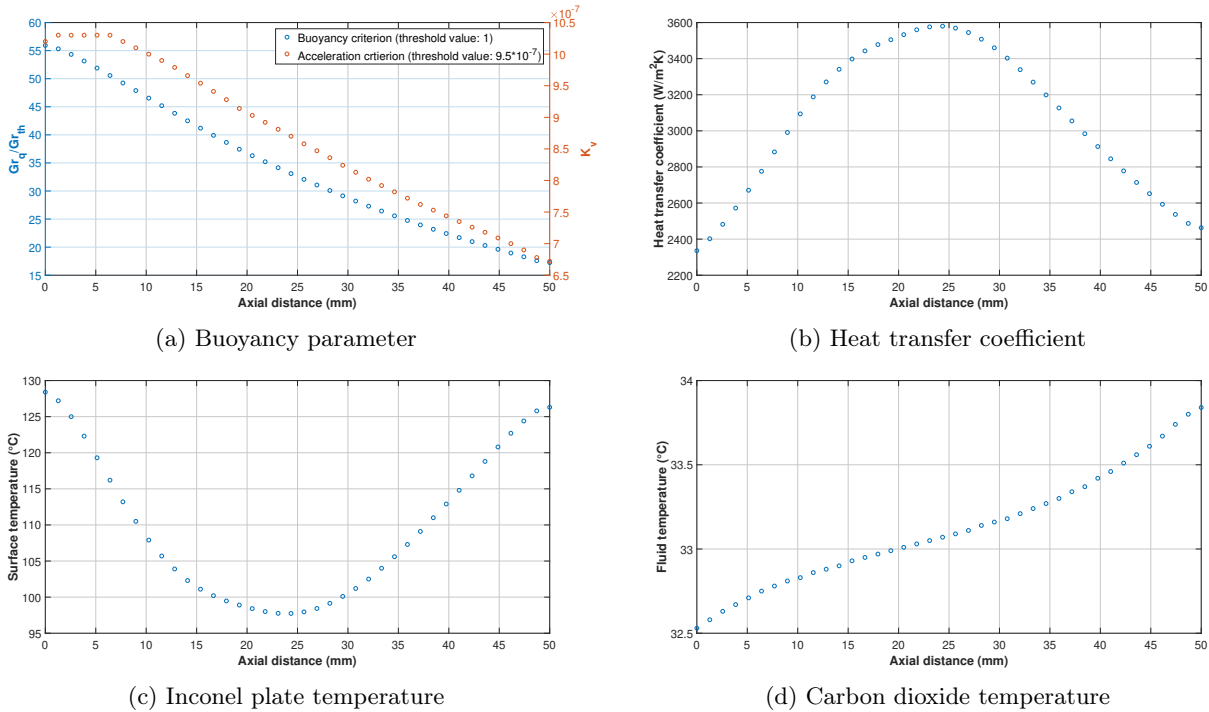 ×10⁻⁷
60
55
50
45
40
35
30
25
20
15
Gr_q/Gr_th
10.5
10
9.5
9
8.5
8
7.5
7
6.5
K_v
Buoyancy criterion (threshold value: 1)
Acceleration crtierion (threshold value: 9.5*10⁻⁷)
0 5 10 15 20 25 30 35 40 45 50
Axial distance (mm)
(a) Buoyancy parameter
3600
3400
3200
3000
2800
2600
2400
2200
Heat transfer coefficient (W/m²K)
0 5 10 15 20 25 30 35 40 45 50
Axial distance (mm)
(b) Heat transfer coefficient
130
125
120
115
110
105
100
95
Surface temperature (°C)
0 5 10 15 20 25 30 35 40 45 50
Axial distance (mm)
(c) Inconel plate temperature
34
33.5
33
32.5
Fluid temperature (°C)
0 5 10 15 20 25 30 35 40 45 50
Axial distance (mm)
(d) Carbon dioxide temperature